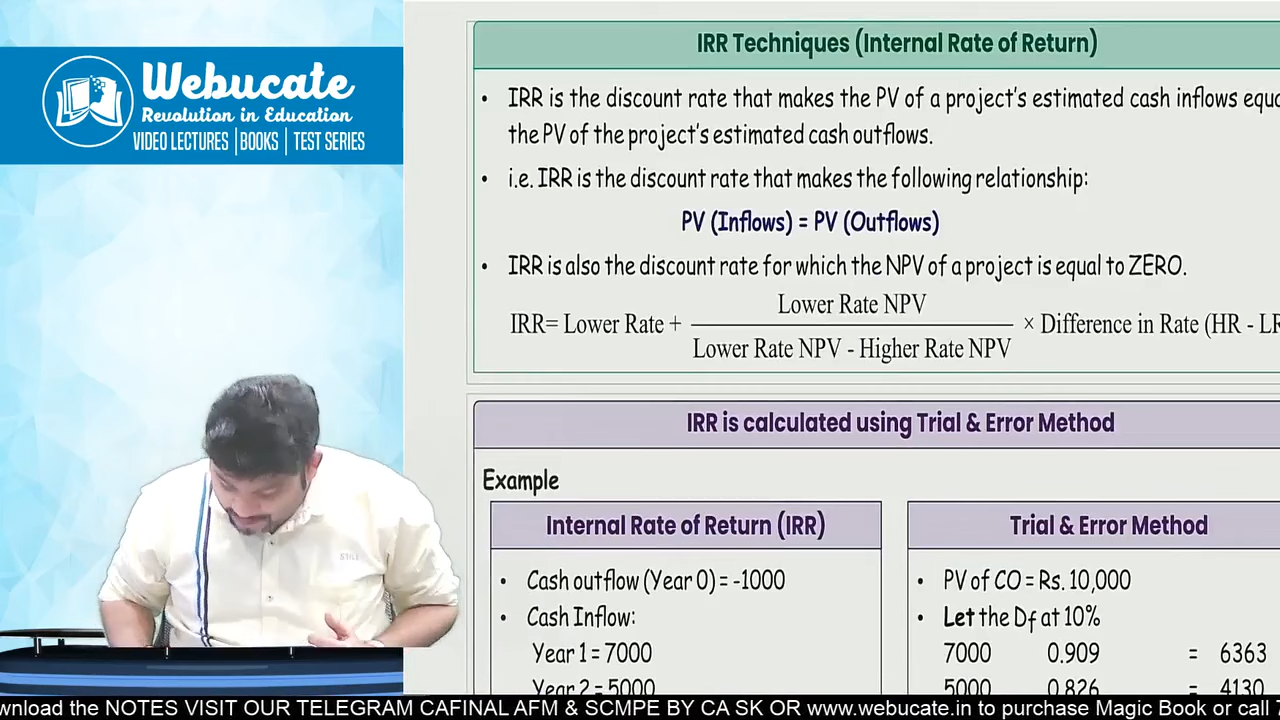 Webucate
Revolution in Education
VIDEO LECTURES | BOOKS | TEST SERIES
IRR Techniques (Internal Rate of Return)
• IRR is the discount rate that makes the PV of a project's estimated cash inflows equa
the PV of the project's estimated cash outflows.
• i.e. IRR is the discount rate that makes the following relationship:
PV (Inflows) = PV (Outflows)
• IRR is also the discount rate for which the NPV of a project is equal to ZERO.
Lower Rate NPV
IRR= Lower Rate + × Difference in Rate (HR - LR
Lower Rate NPV - Higher Rate NPV
IRR is calculated using Trial & Error Method
Example
Internal Rate of Return (IRR)
• Cash outflow (Year 0) = -1000
• Cash Inflow:
Year 1 = 7000
Year 2 = 5000
Trial & Error Method
• PV of CO = Rs. 10,000
• Let the Df at 10%
7000 0.909 = 6363
5000 0.826 = 4130
wnload the NOTES VISIT OUR TELEGRAM CAFINAL AFM & SCMPE BY CA SK OR www.webucate.in to purchase Magic Book or call